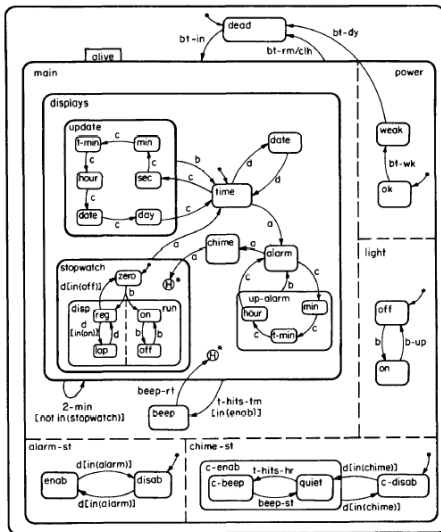 dead
bt-in
bt-rm/clh
bt-dy
alive
main
power
displays
update
t-min
c
min
c
c
hour
sec
c
date
c
day
c
b
c
time
a
date
d
weak
bt-wk
ok
a
a
chime
a
alarm
light
stopwatch
zero
d[in(off)]
b
H*
c
b
c
up-alarm
hour
min
c
t-min
c
disp
reg
on
run
d
[in(on)]
d
b
b
lap
off
off
b
b-up
on
H*
beep-rt
2-min
[not in(stopwatch)]
beep
t-hits-tm
[in(enab)]
alarm-st
d[in(alarm)]
enab
disab
d[in(alarm)]
chime-st
c-enab
t-hits-hr
c-beep
quiet
beep-st
d[in(chime)]
c-disab
d[in(chime)]